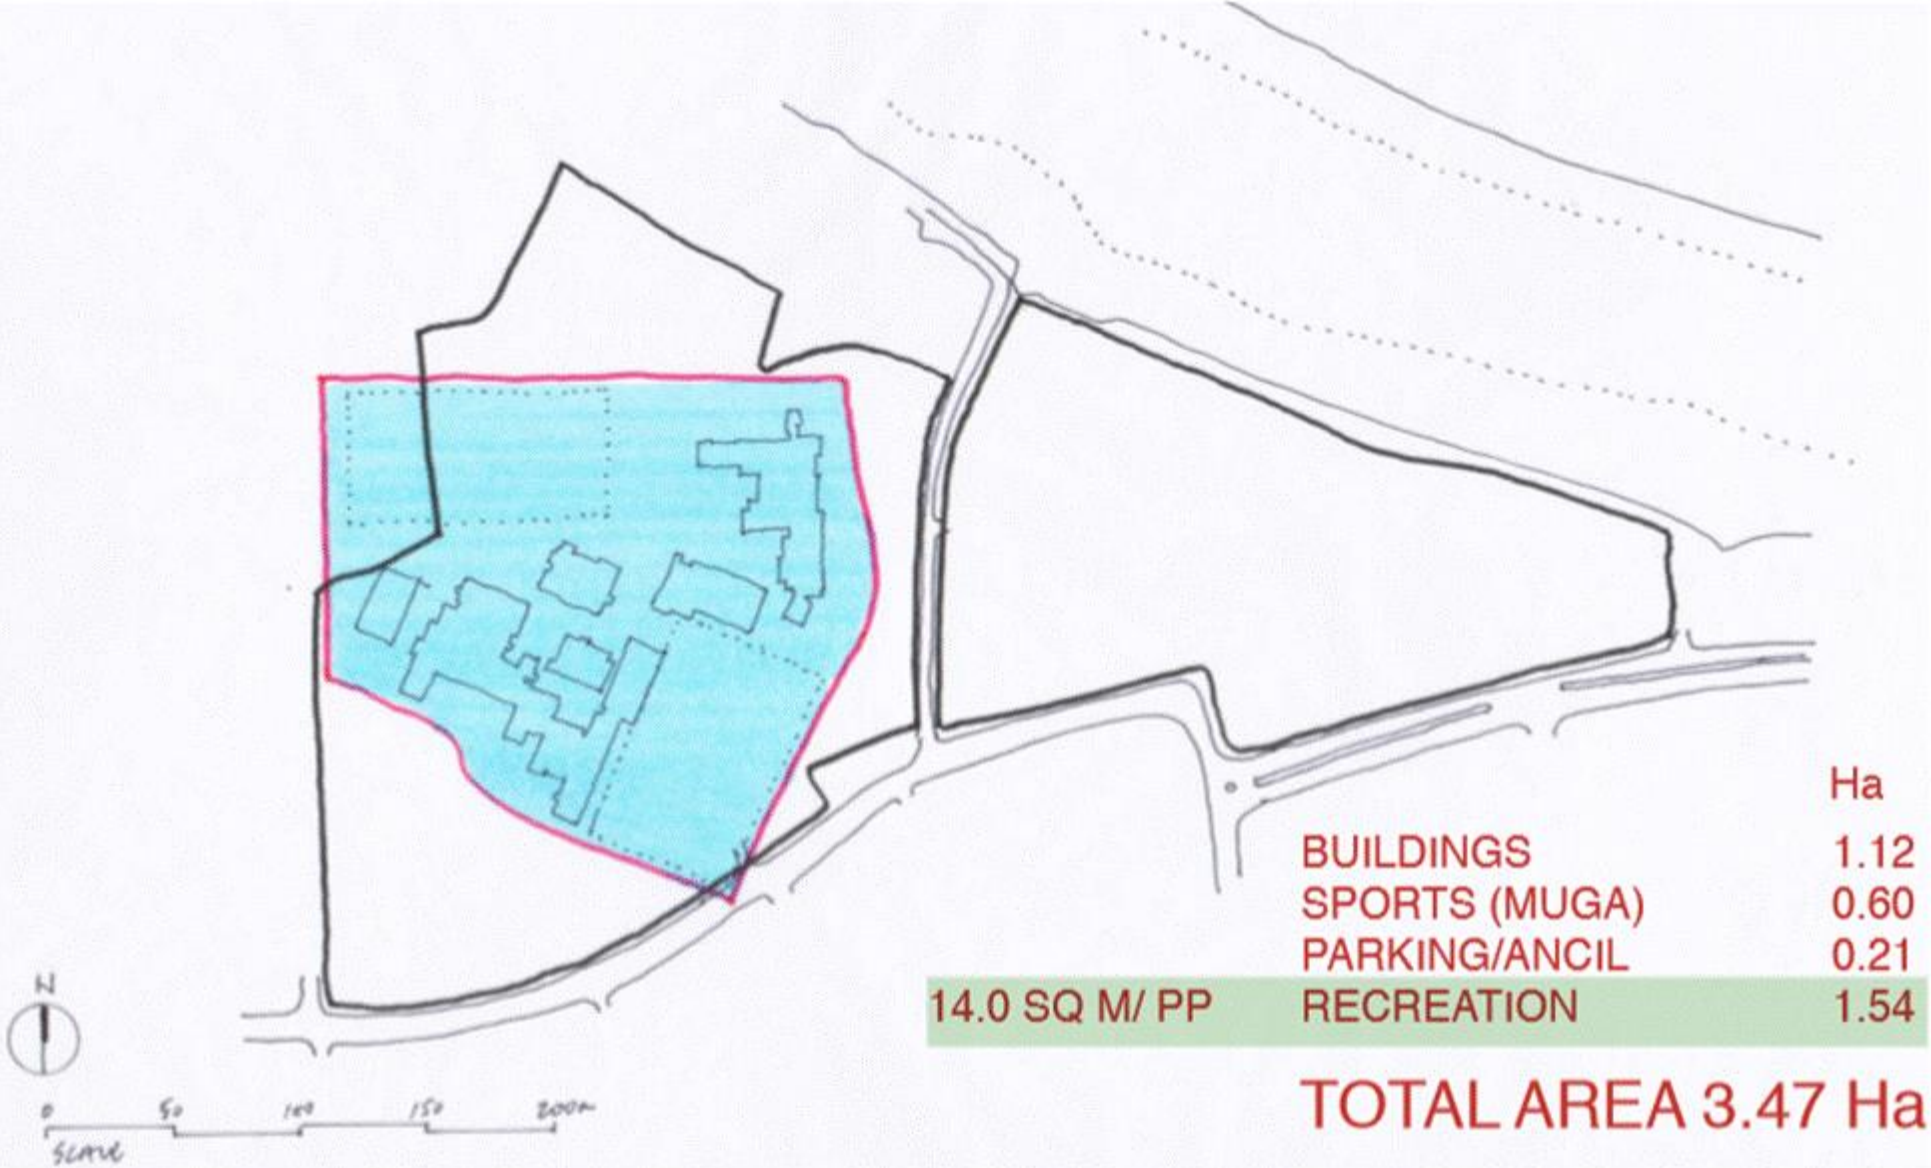 Ha
BUILDINGS 1.12
SPORTS (MUGA) 0.60
PARKING/ANCIL 0.21
14.0 SQ M/ PP RECREATION 1.54
TOTAL AREA 3.47 Ha
N
0 50 100 150 200m
SCALE